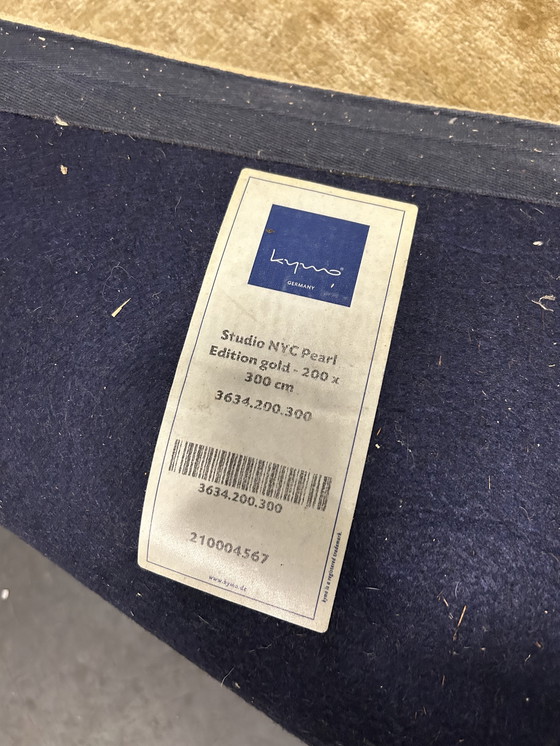 kymo®
GERMANY
Studio NYC Pearl
Edition gold - 200 x
300 cm
3634.200.300
3634.200.300
210004567
www.kymo.de
kymo is a registered trademark.